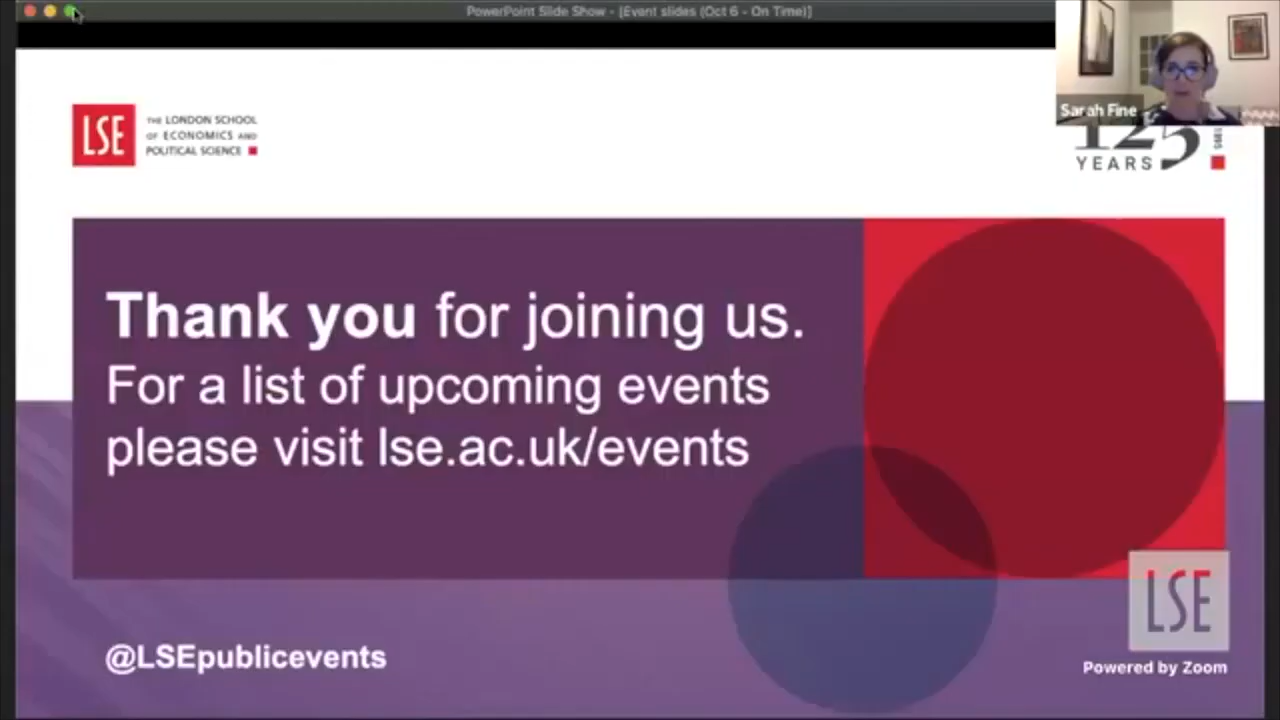 PowerPoint Slide Show - [Event slides (Oct 6 - On Time)]
Sarah Fine
LSE
THE LONDON SCHOOL
OF ECONOMICS AND
POLITICAL SCIENCE
125
YEARS
Thank you for joining us.
For a list of upcoming events
please visit lse.ac.uk/events
@LSEpublicevents
LSE
Powered by Zoom